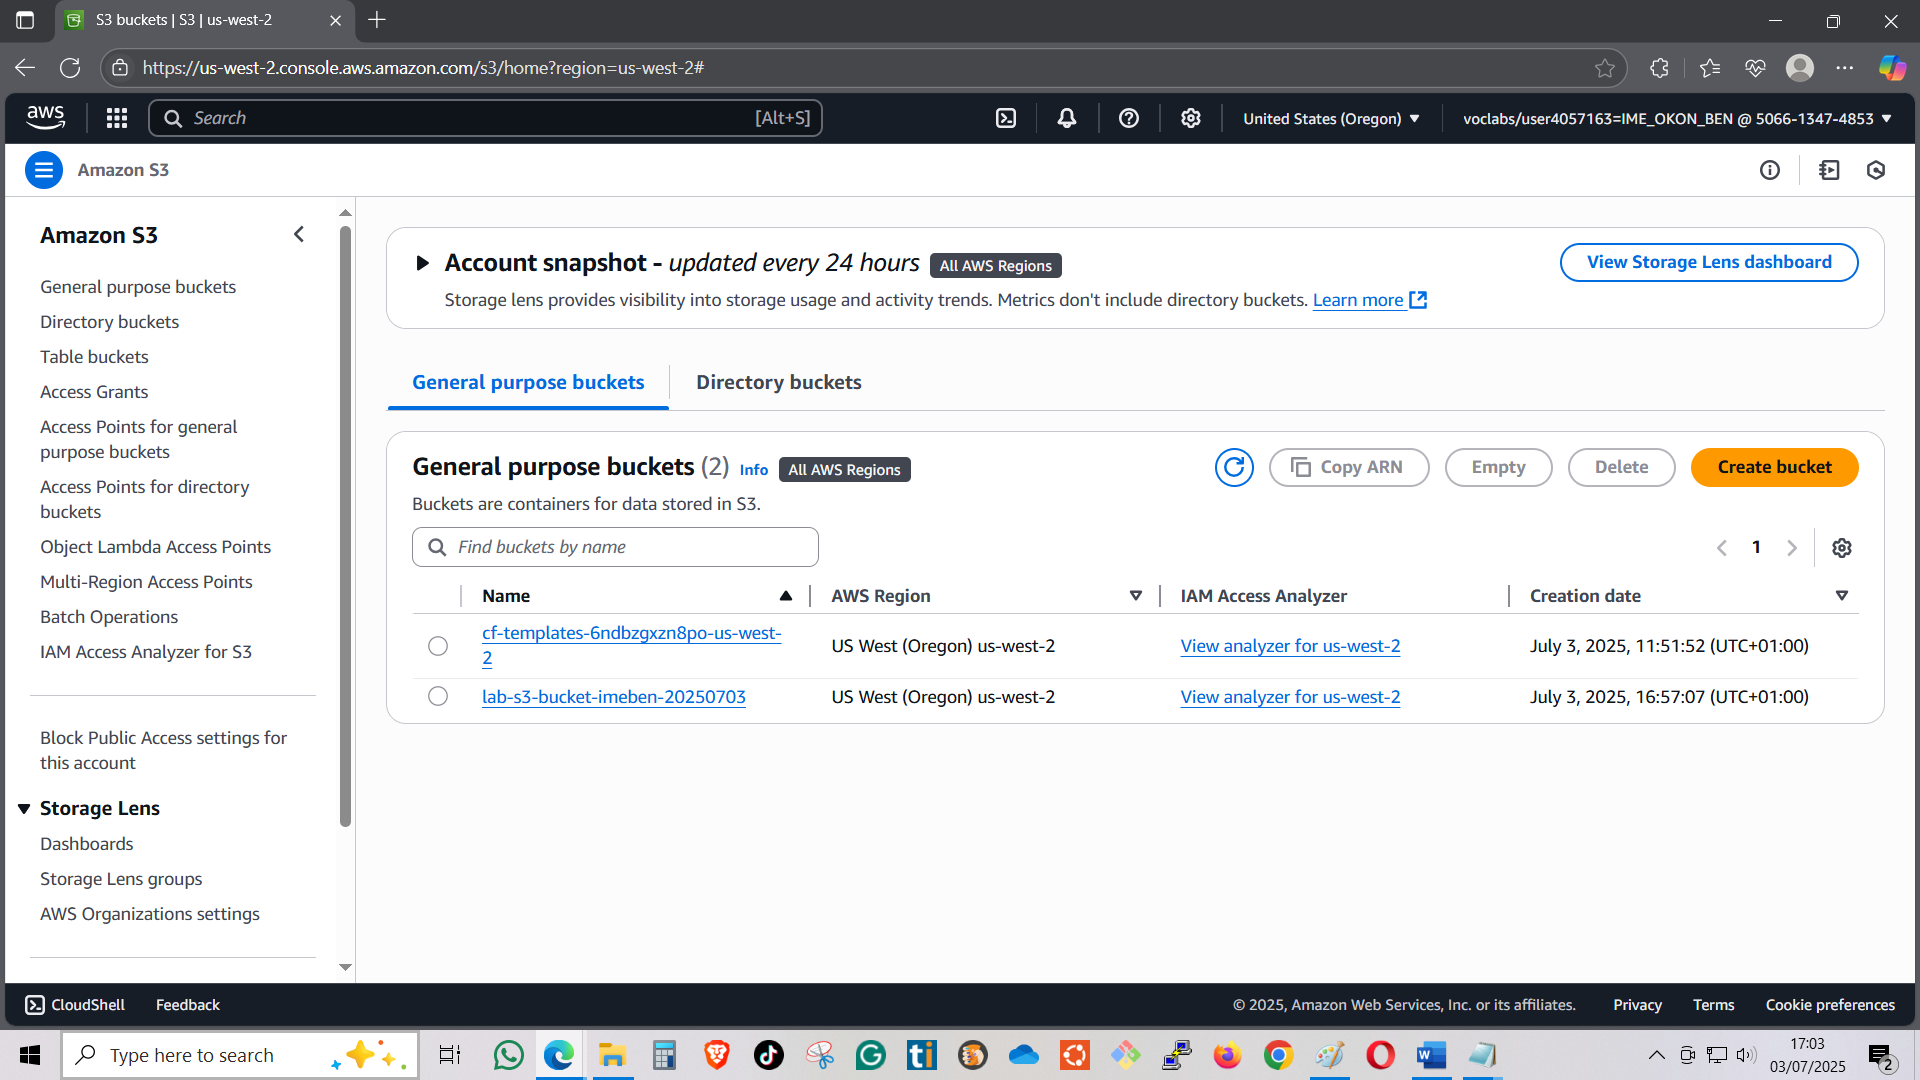 S3 buckets | S3 | us-west-2
https://us-west-2.console.aws.amazon.com/s3/home?region=us-west-2#
aws
Search
[Alt+S]
United States (Oregon)
voclabs/user4057163=IME_OKON_BEN @ 5066-1347-4853
Amazon S3
Amazon S3
General purpose buckets
Directory buckets
Table buckets
Access Grants
Access Points for general
purpose buckets
Access Points for directory
buckets
Object Lambda Access Points
Multi-Region Access Points
Batch Operations
IAM Access Analyzer for S3
Block Public Access settings for
this account
Storage Lens
Dashboards
Storage Lens groups
AWS Organizations settings
Account snapshot - updated every 24 hours All AWS Regions
View Storage Lens dashboard
Storage lens provides visibility into storage usage and activity trends. Metrics don't include directory buckets. Learn more
General purpose buckets
Directory buckets
General purpose buckets (2) Info All AWS Regions
Copy ARN
Empty
Delete
Create bucket
Buckets are containers for data stored in S3.
Find buckets by name
1
Name AWS Region IAM Access Analyzer Creation date
cf-templates-6ndbzgxzn8po-us-west-
2
US West (Oregon) us-west-2 View analyzer for us-west-2 July 3, 2025, 11:51:52 (UTC+01:00)
lab-s3-bucket-imeben-20250703 US West (Oregon) us-west-2 View analyzer for us-west-2 July 3, 2025, 16:57:07 (UTC+01:00)
CloudShell Feedback
© 2025, Amazon Web Services, Inc. or its affiliates. Privacy Terms Cookie preferences
Type here to search
17:03
03/07/2025
2